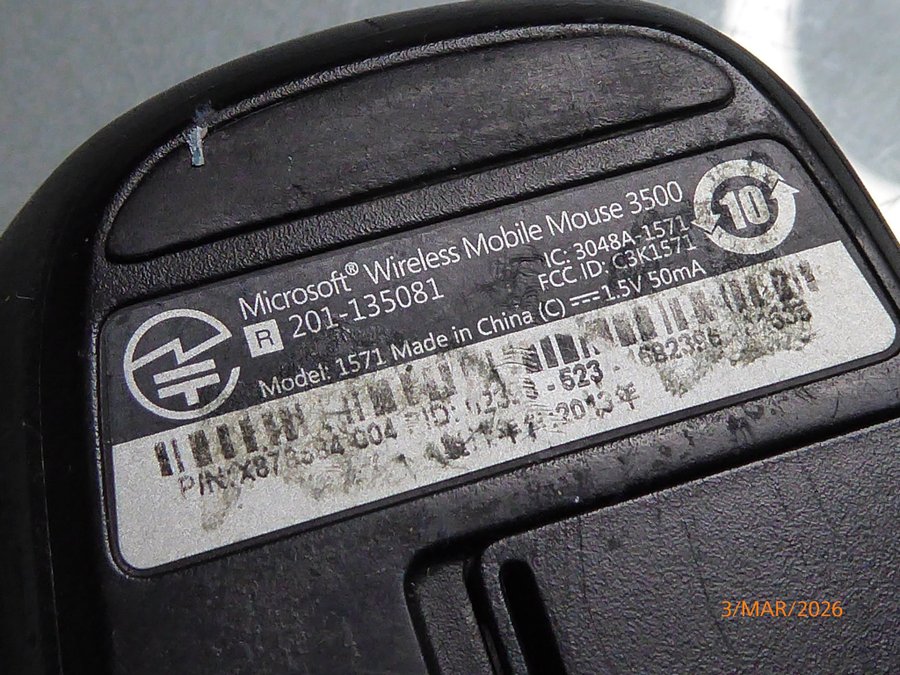 Microsoft® Wireless Mobile Mouse 3500
R 201-135081
IC: 3048A-1571
FCC ID: C3K1571
Model: 1571 Made in China (C) ⎓ 1.5V 50mA
10
PID:
2013年
3/MAR/2026